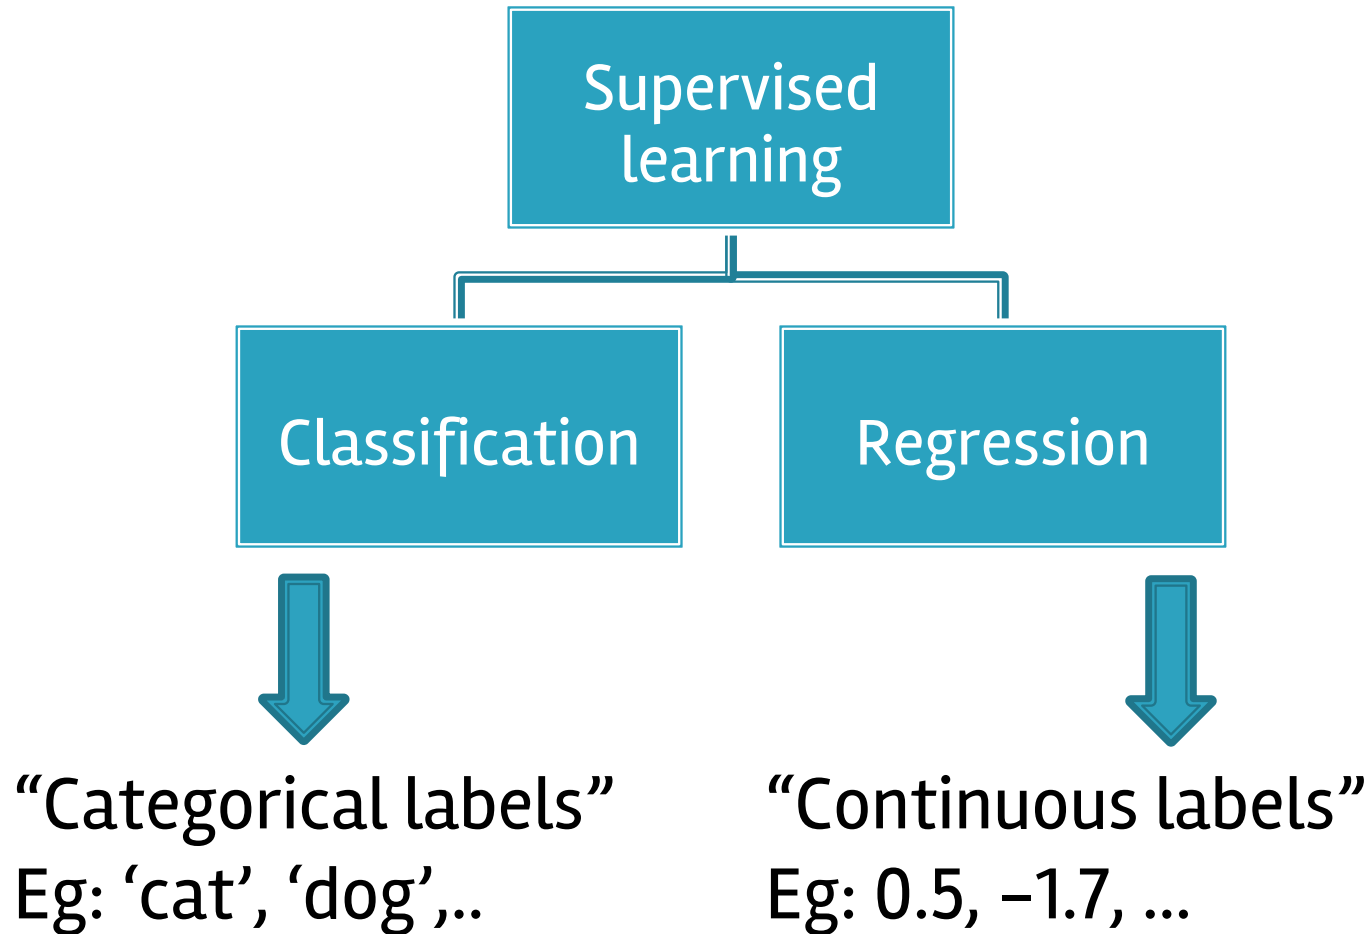 Supervised
learning
Classification
Regression
“Categorical labels”
Eg: ‘cat’, ‘dog’,..
“Continuous labels”
Eg: 0.5, –1.7, ...